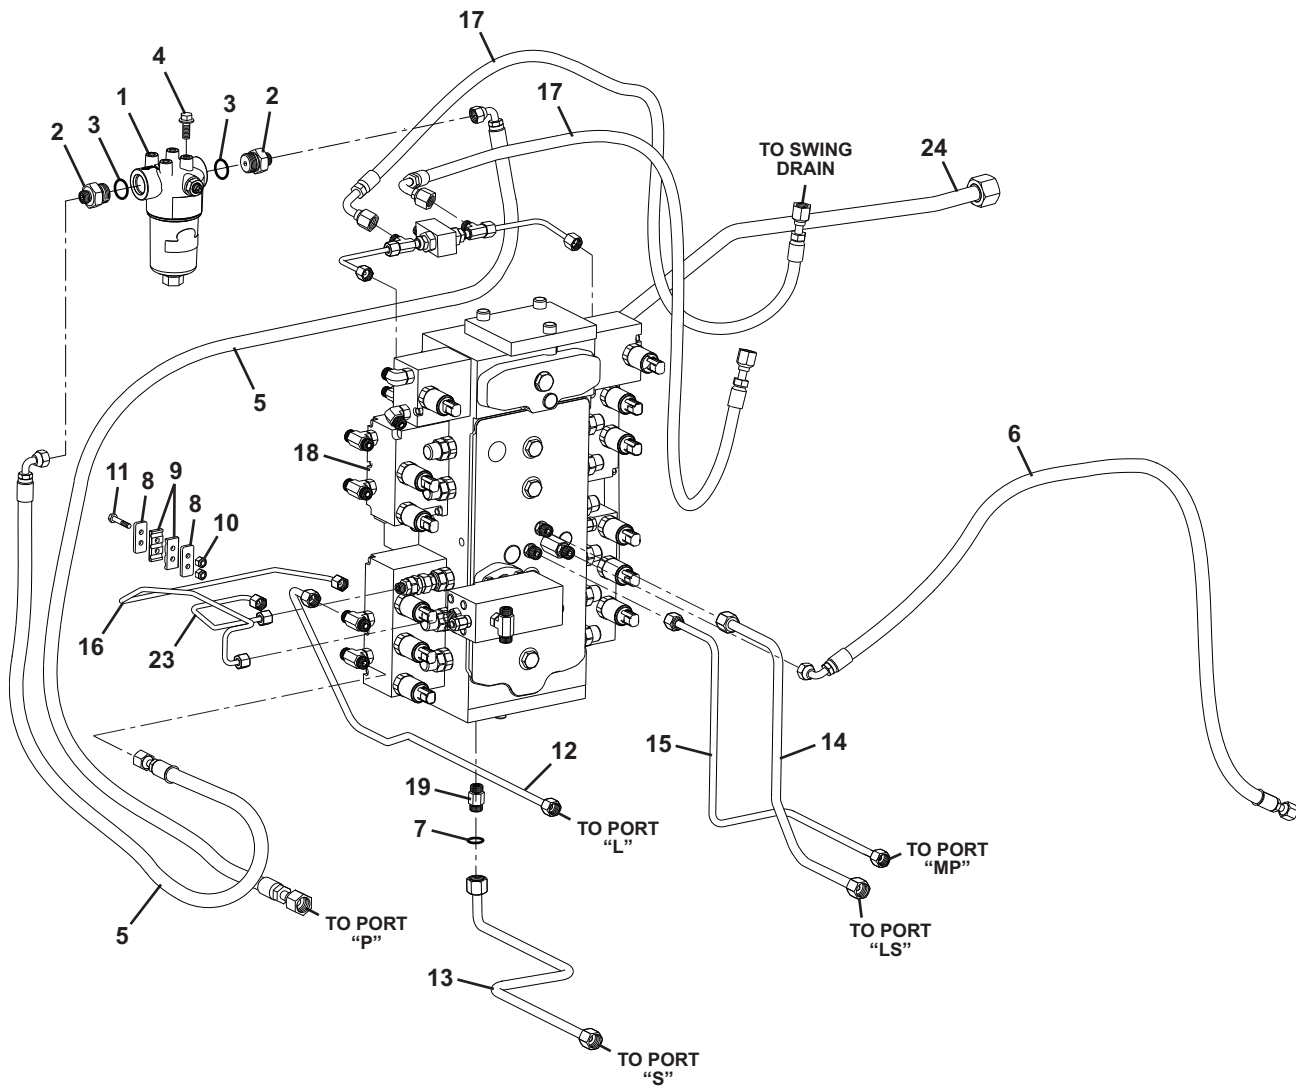 17
4
1
3
2
17
3
2
TO SWING
DRAIN
24
5
6
18
11
8
9
8
10
16
23
15
14
12
19
7
TO PORT
“L”
TO PORT
“MP”
5
TO PORT
“P”
TO PORT
“LS”
13
TO PORT
“S”